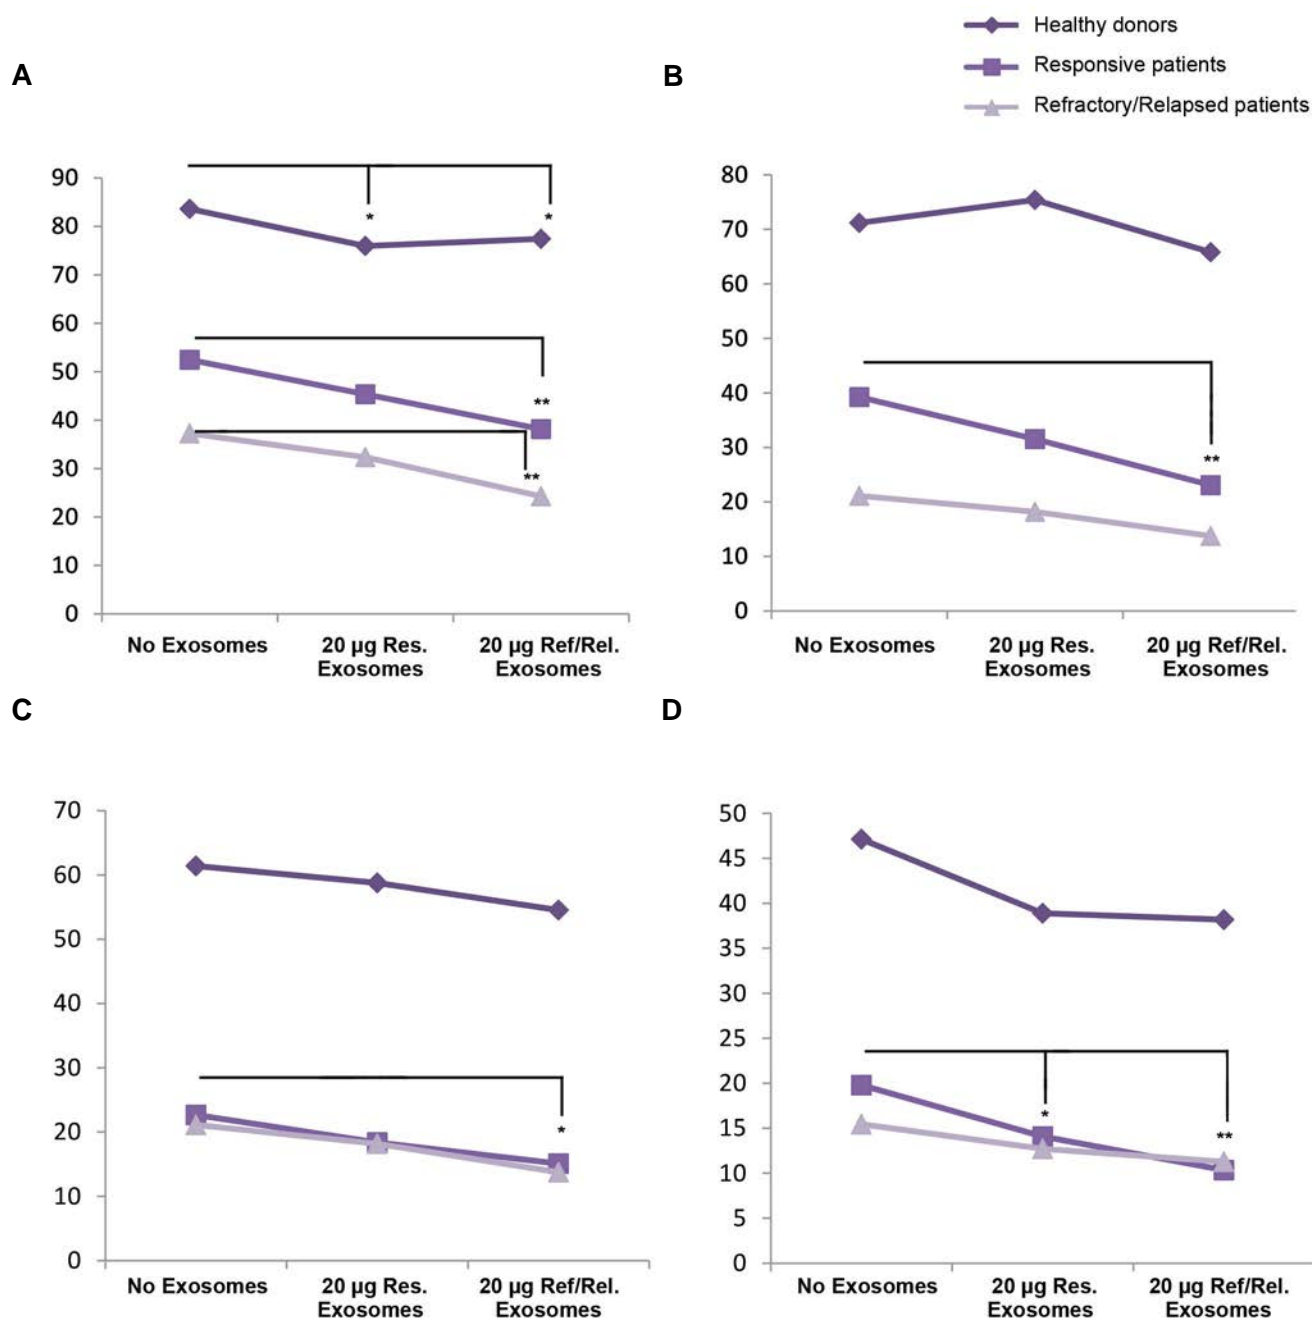 Healthy donors
Responsive patients
Refractory/Relapsed patients
A
90
80
70
60
50
40
30
20
10
0
*
*
**
**
No Exosomes
20 µg Res.
Exosomes
20 µg Ref/Rel.
Exosomes
B
80
70
60
50
40
30
20
10
0
**
No Exosomes
20 µg Res.
Exosomes
20 µg Ref/Rel.
Exosomes
C
70
60
50
40
30
20
10
0
*
No Exosomes
20 µg Res.
Exosomes
20 µg Ref/Rel.
Exosomes
D
50
45
40
35
30
25
20
15
10
5
0
*
**
No Exosomes
20 µg Res.
Exosomes
20 µg Ref/Rel.
Exosomes